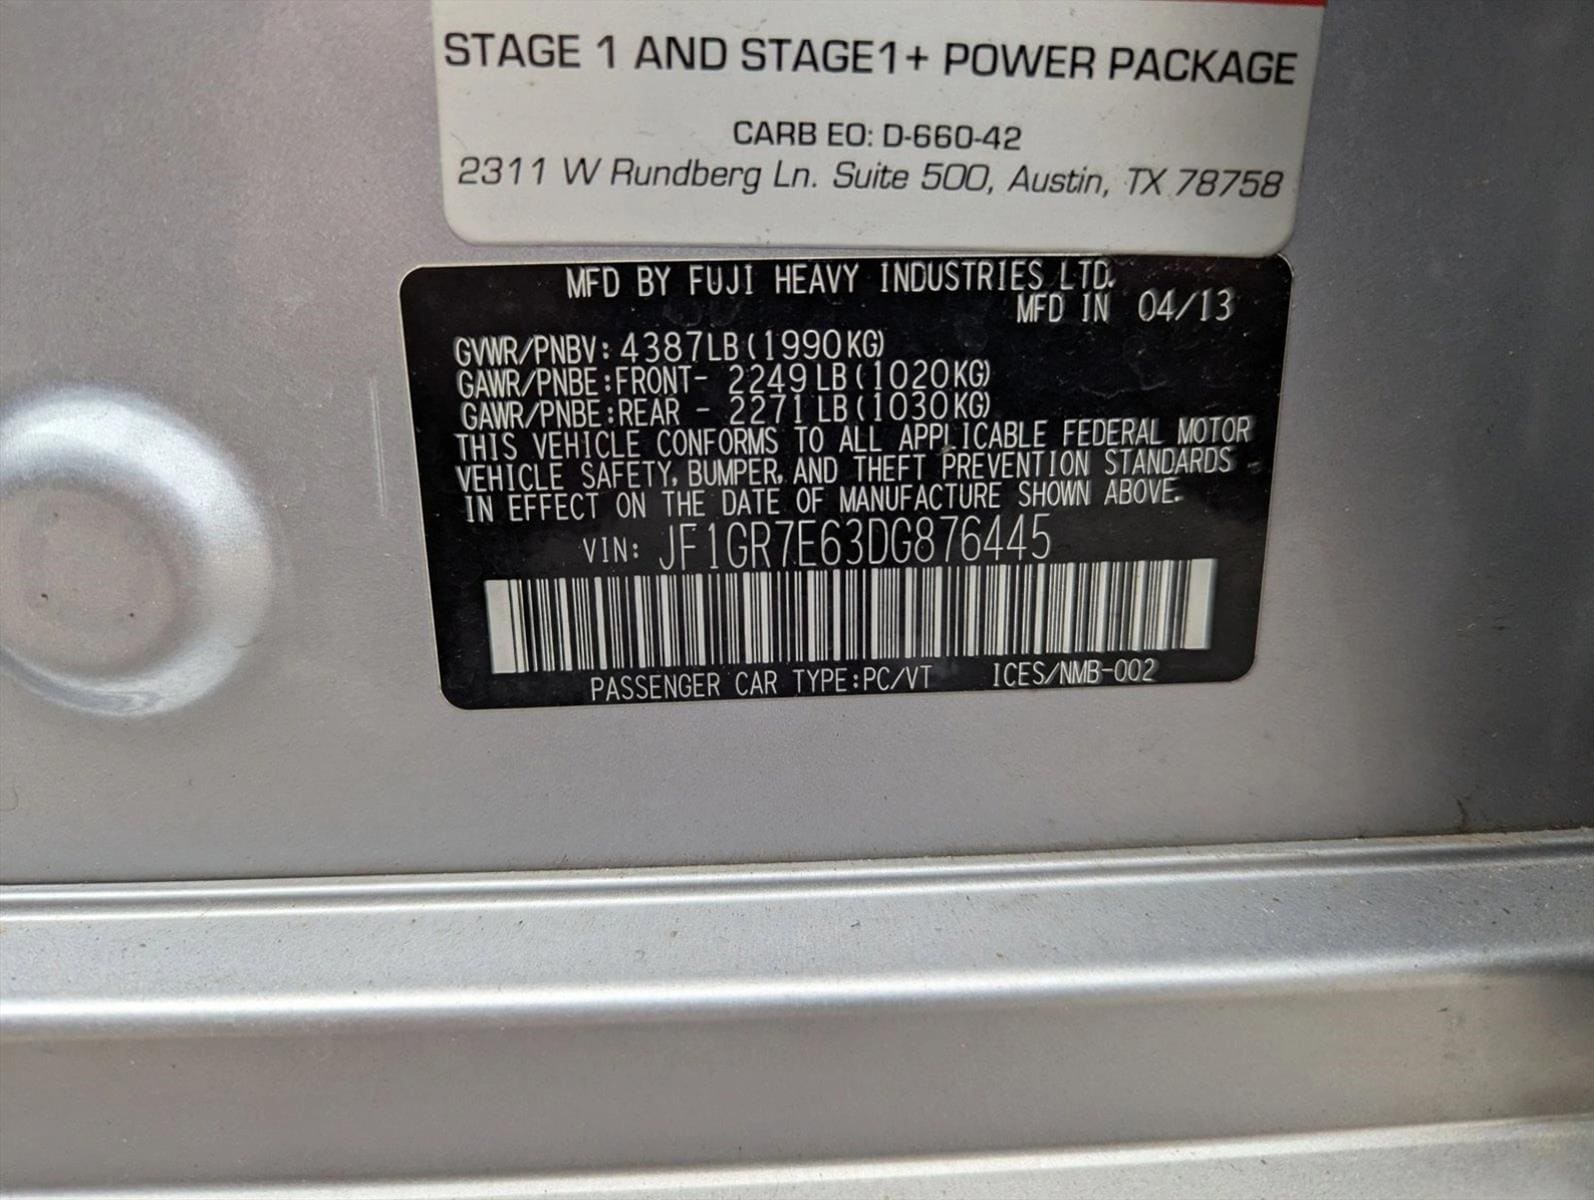 STAGE 1 AND STAGE1+ POWER PACKAGE
CARB EO: D-660-42
2311 W Rundberg Ln. Suite 500, Austin, TX 78758
MFD BY FUJI HEAVY INDUSTRIES LTD.
MFD IN 04/13
GVWR/PNBV: 4387LB(1990KG)
GAWR/PNBE:FRONT- 2249LB(1020KG)
GAWR/PNBE:REAR - 2271LB(1030KG)
THIS VEHICLE CONFORMS TO ALL APPLICABLE FEDERAL MOTOR
VEHICLE SAFETY, BUMPER, AND THEFT PREVENTION STANDARDS
IN EFFECT ON THE DATE OF MANUFACTURE SHOWN ABOVE.
VIN: JF1GR7E63DG876445
PASSENGER CAR TYPE:PC/VT ICES/NMB-002